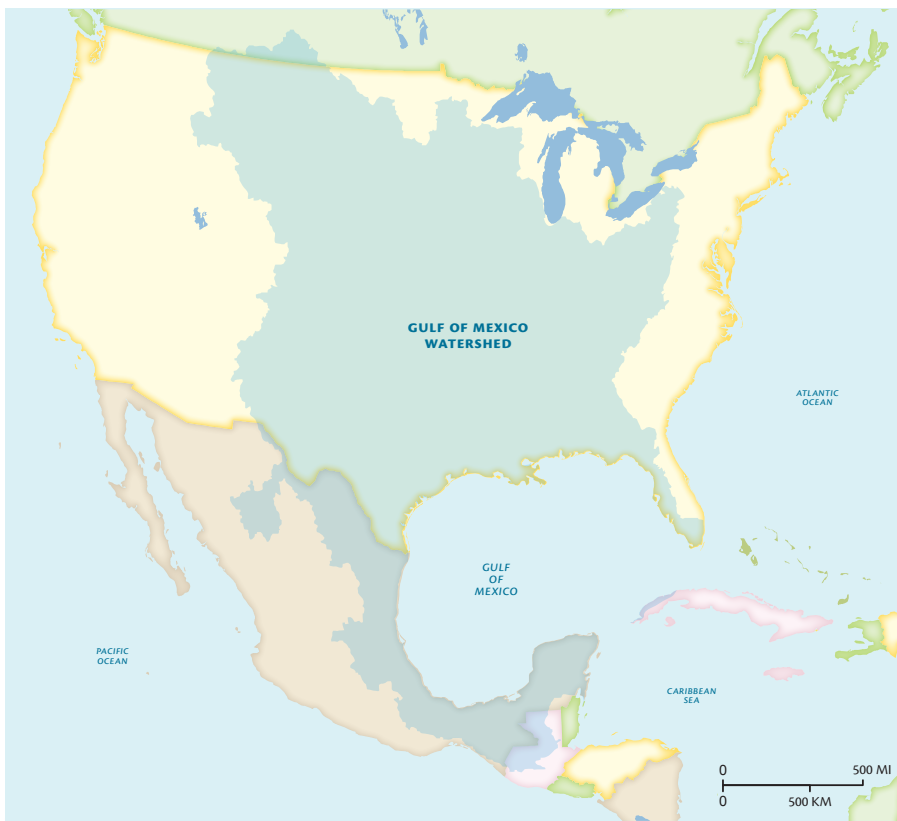 GULF OF MEXICO
WATERSHED
ATLANTIC
OCEAN
GULF
OF
MEXICO
PACIFIC
OCEAN
CARIBBEAN
SEA
0 500 MI
0 500 KM